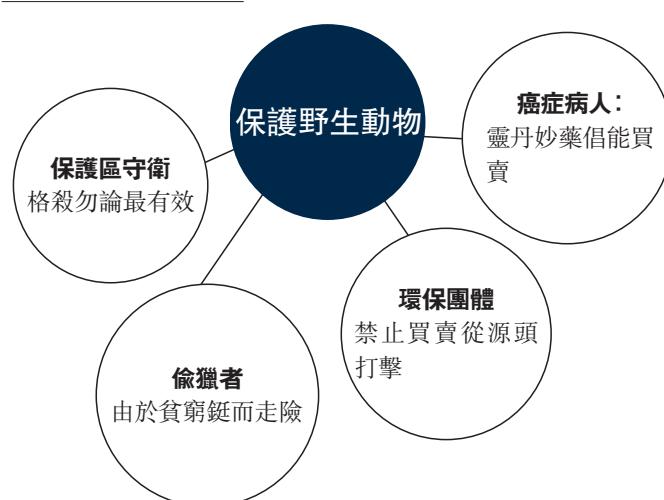 保護野生動物
癌症病人：
靈丹妙藥倡能買
賣
保護區守衛
格殺勿論最有效
環保團體
禁止買賣從源頭
打擊
偷獵者
由於貧窮鋌而走險